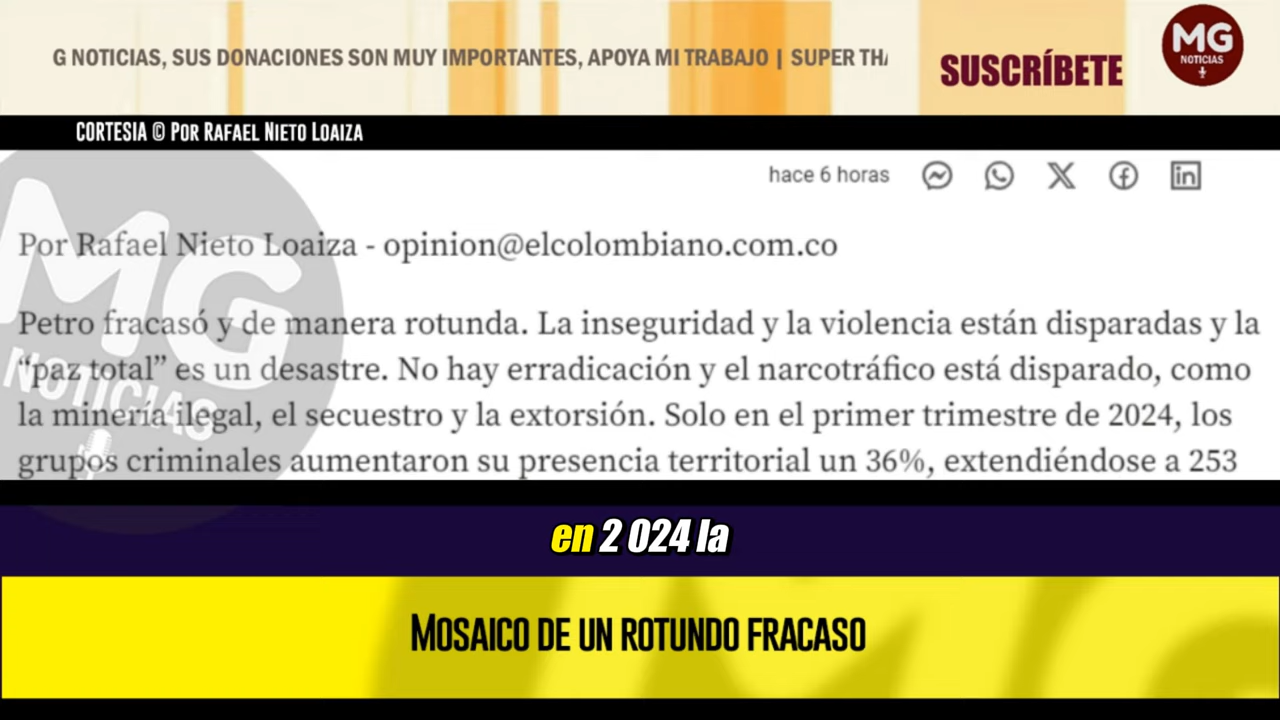 G NOTICIAS, SUS DONACIONES SON MUY IMPORTANTES, APOYA MI TRABAJO | SUPER
SUSCRÍBETE
MG
NOTICIAS
CORTESIA © POR RAFAEL NIETO LOAIZA
hace 6 horas
Por Rafael Nieto Loaiza - opinion@elcolombiano.com.co
Petro fracasó y de manera rotunda. La inseguridad y la violencia están disparadas y la
“paz total” es un desastre. No hay erradicación y el narcotráfico está disparado, como
la minería ilegal, el secuestro y la extorsión. Solo en el primer trimestre de 2024, los
grupos criminales aumentaron su presencia territorial un 36%, extendiéndose a 253
MG
NOTICIAS
en 2 024 la
MOSAICO DE UN ROTUNDO FRACASO